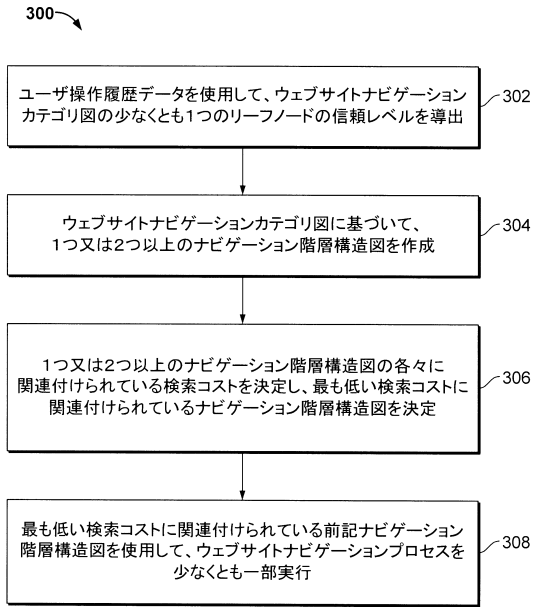 300
ユーザ操作履歴データを使用して、ウェブサイトナビゲーション
カテゴリ図の少なくとも1つのリーフノードの信頼レベルを導出
302
ウェブサイトナビゲーションカテゴリ図に基づいて、
1つ又は2つ以上のナビゲーション階層構造図を作成
304
1つ又は2つ以上のナビゲーション階層構造図の各々に
関連付けられている検索コストを決定し、最も低い検索コストに
関連付けられているナビゲーション階層構造図を決定
306
最も低い検索コストに関連付けられている前記ナビゲーション
階層構造図を使用して、ウェブサイトナビゲーションプロセスを
少なくとも一部実行
308